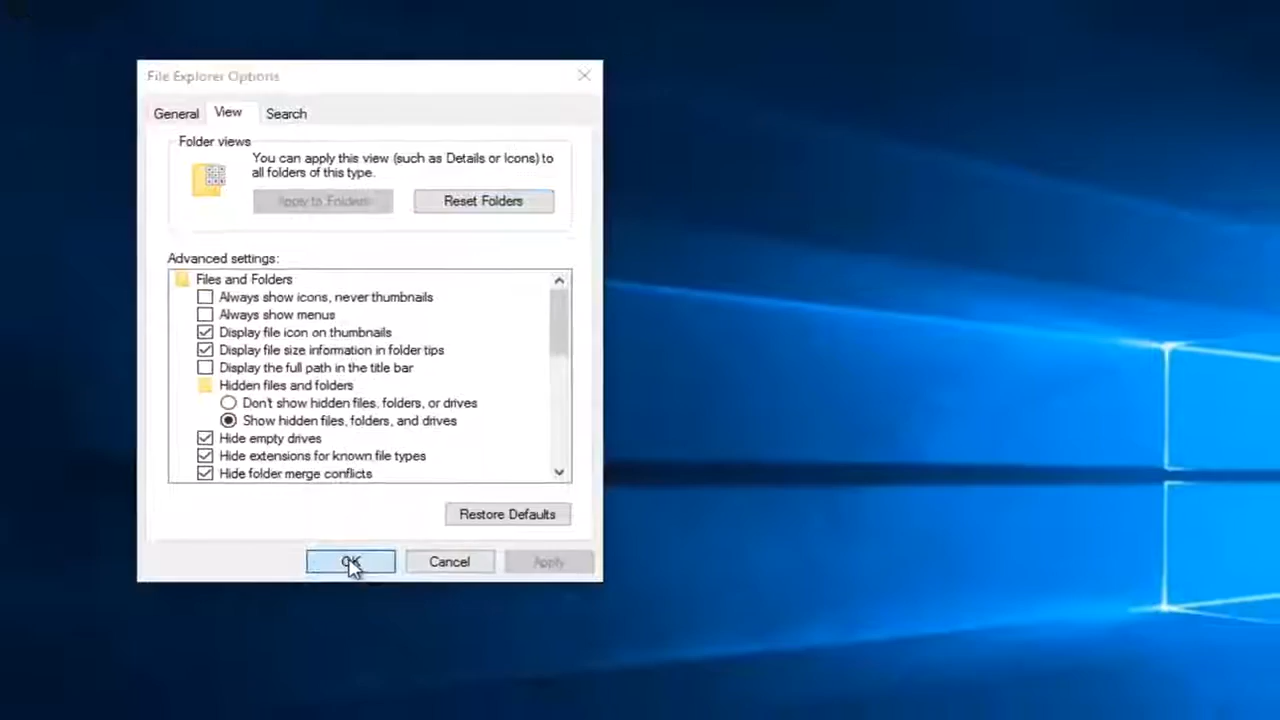 File Explorer Options
General
View
Search
Folder views
You can apply this view (such as Details or Icons) to
all folders of this type.
Apply to Folders
Reset Folders
Advanced settings:
Files and Folders
Always show icons, never thumbnails
Always show menus
Display file icon on thumbnails
Display file size information in folder tips
Display the full path in the title bar
Hidden files and folders
Don't show hidden files, folders, or drives
Show hidden files, folders, and drives
Hide empty drives
Hide extensions for known file types
Hide folder merge conflicts
Restore Defaults
OK
Cancel
Apply